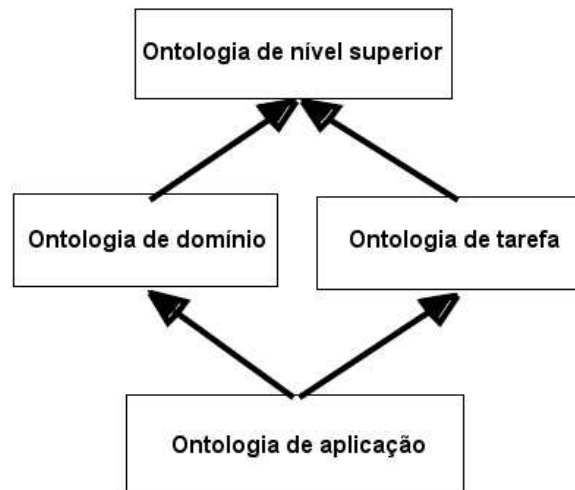 Ontologia de nível superior
Ontologia de domínio
Ontologia de tarefa
Ontologia de aplicação